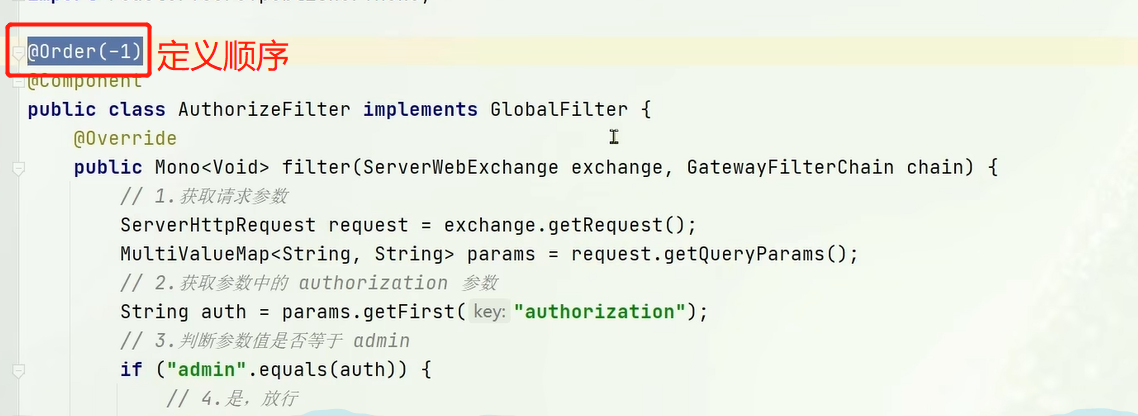 @Order(-1) 定义顺序
@Component
public class AuthorizeFilter implements GlobalFilter {
@Override
public Mono<Void> filter(ServerWebExchange exchange, GatewayFilterChain chain) {
// 1.获取请求参数
ServerHttpRequest request = exchange.getRequest();
MultiValueMap<String, String> params = request.getQueryParams();
// 2.获取参数中的 authorization 参数
String auth = params.getFirst( key: "authorization");
// 3.判断参数值是否等于 admin
if ("admin".equals(auth)) {
// 4.是，放行